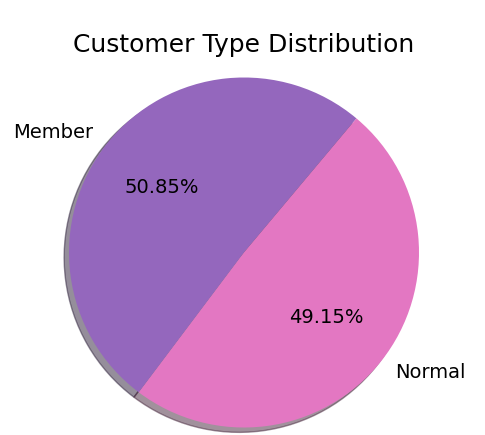 Customer Type Distribution
Member
50.85%
49.15%
Normal